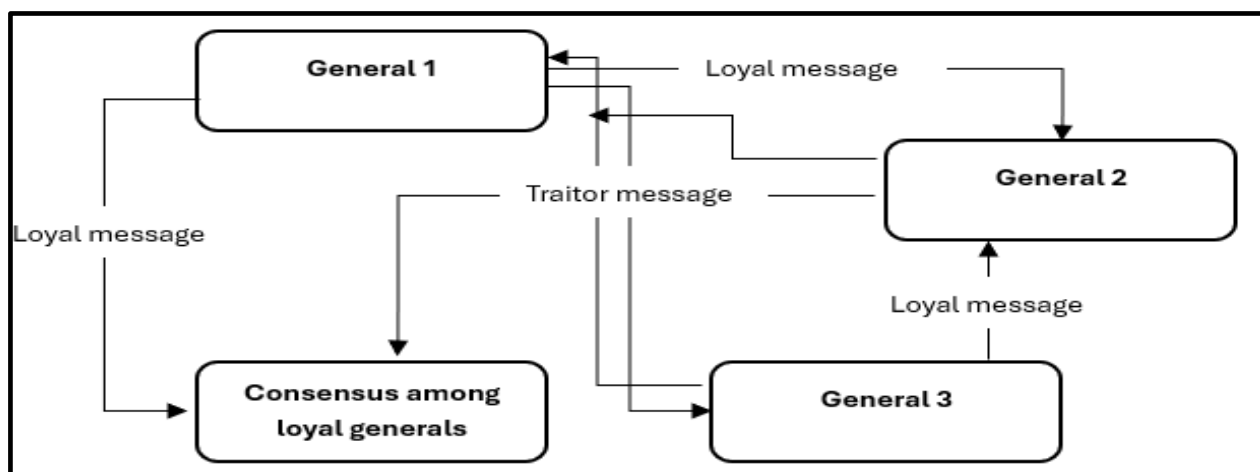 General 1
Loyal message
General 2
Traitor message
Loyal message
Loyal message
Consensus among
loyal generals
General 3